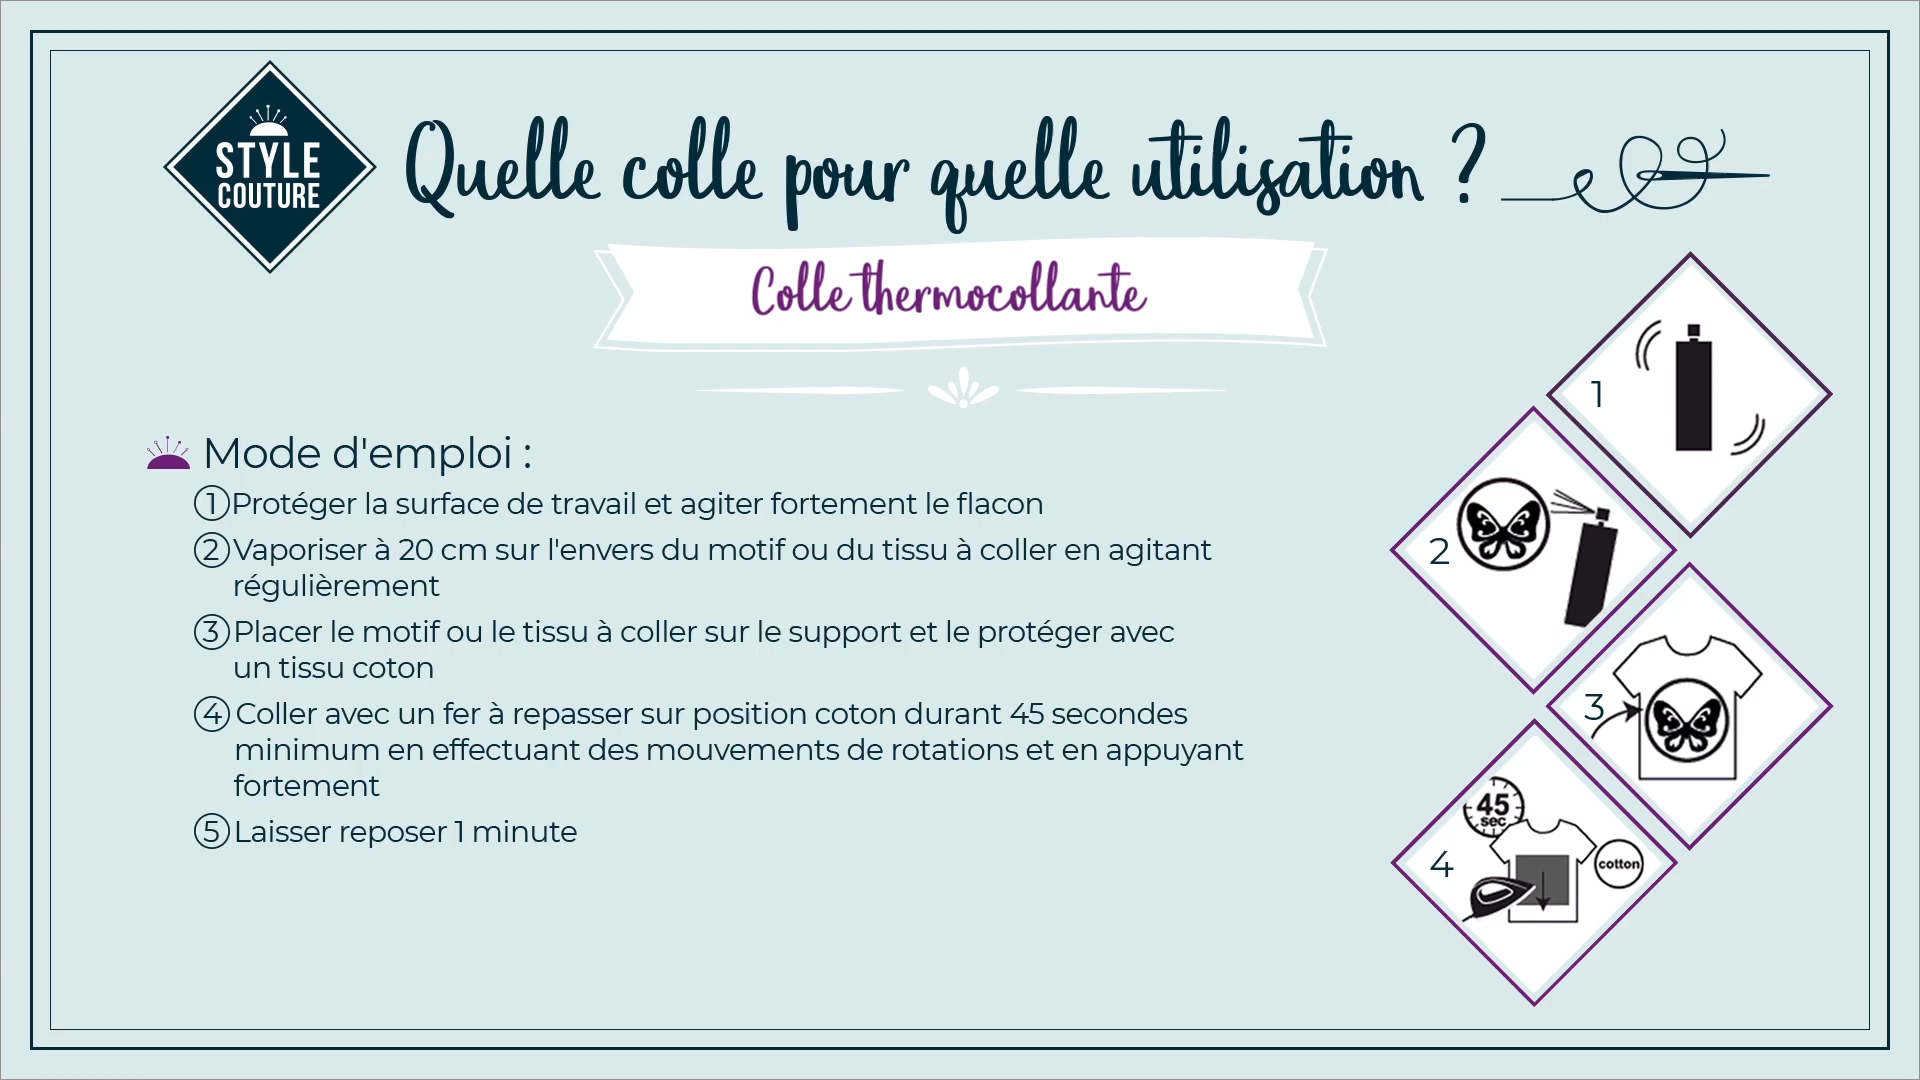 STYLE
COUTURE
Quelle colle pour quelle utilisation ?
Colle thermocollante
Mode d'emploi :
①Protéger la surface de travail et agiter fortement le flacon
②Vaporiser à 20 cm sur l'envers du motif ou du tissu à coller en agitant
régulièrement
③Placer le motif ou le tissu à coller sur le support et le protéger avec
un tissu coton
④Coller avec un fer à repasser sur position coton durant 45 secondes
minimum en effectuant des mouvements de rotations et en appuyant
fortement
⑤Laisser reposer 1 minute
1
2
3
4
45
sec
cotton